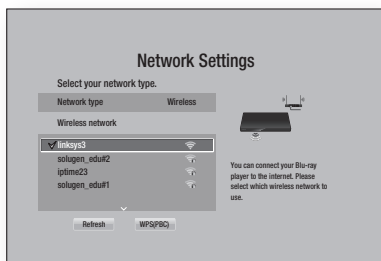 Network Settings
Select your network type.
Network type Wireless
Wireless network
linksys3
solugen_edu#2
iptime23
solugen_edu#1
You can connect your Blu-ray
player to the internet. Please
select which wireless network to
use.
Refresh WPS(PBC)